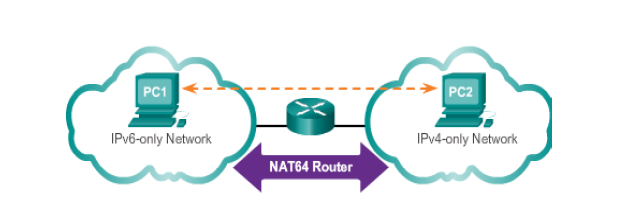 PC1
PC2
IPv6-only Network
IPv4-only Network
NAT64 Router